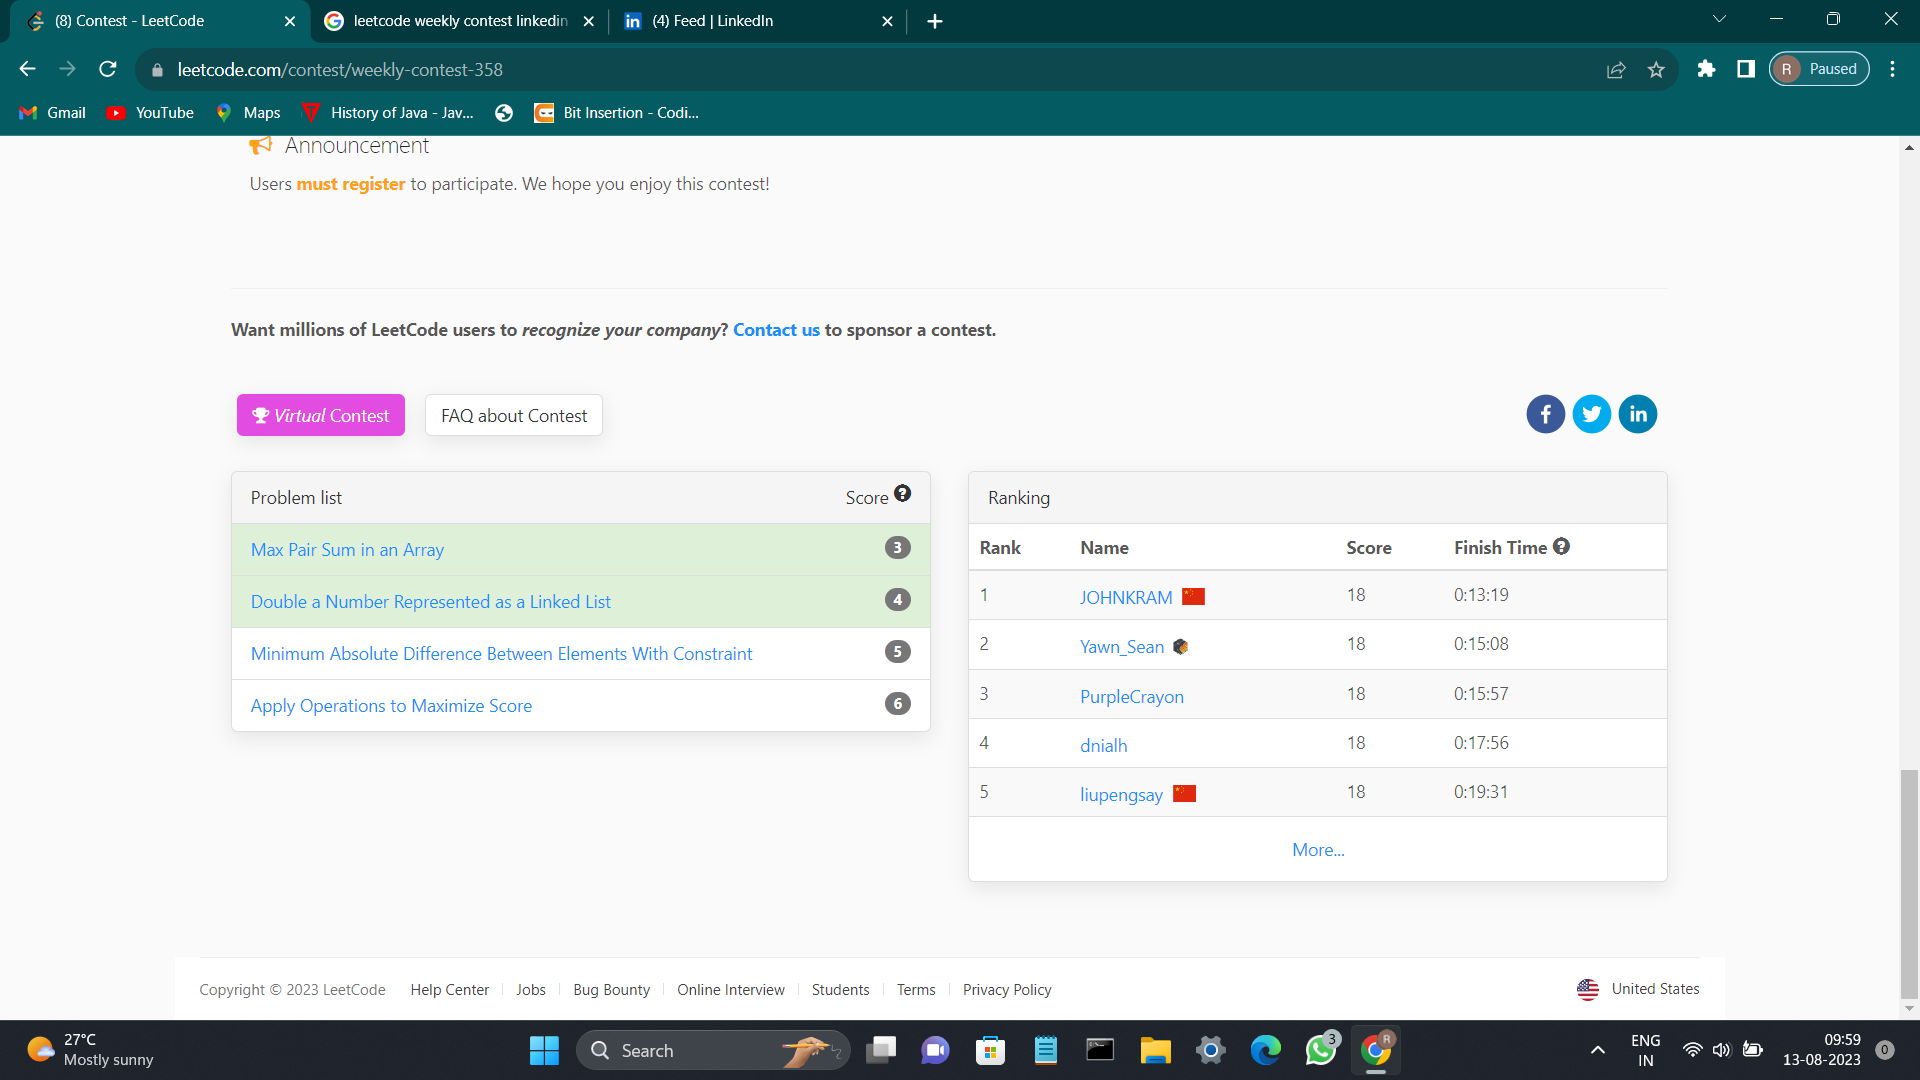 (8) Contest - LeetCode
leetcode weekly contest linkedin
(4) Feed | LinkedIn
leetcode.com/contest/weekly-contest-358
R Paused
Gmail
YouTube
Maps
History of Java - Jav...
Bit Insertion - Codi...
Announcement
Users must register to participate. We hope you enjoy this contest!
Want millions of LeetCode users to recognize your company? Contact us to sponsor a contest.
Virtual Contest
FAQ about Contest
Problem list Score
Max Pair Sum in an Array 3
Double a Number Represented as a Linked List 4
Minimum Absolute Difference Between Elements With Constraint 5
Apply Operations to Maximize Score 6
Ranking
Rank Name Score Finish Time
1 JOHNKRAM 18 0:13:19
2 Yawn_Sean 18 0:15:08
3 PurpleCrayon 18 0:15:57
4 dnialh 18 0:17:56
5 liupengsay 18 0:19:31
More...
Copyright © 2023 LeetCode Help Center Jobs Bug Bounty Online Interview Students Terms Privacy Policy
United States
27°C
Mostly sunny
Search
3
R
ENG
IN
09:59
13-08-2023
0